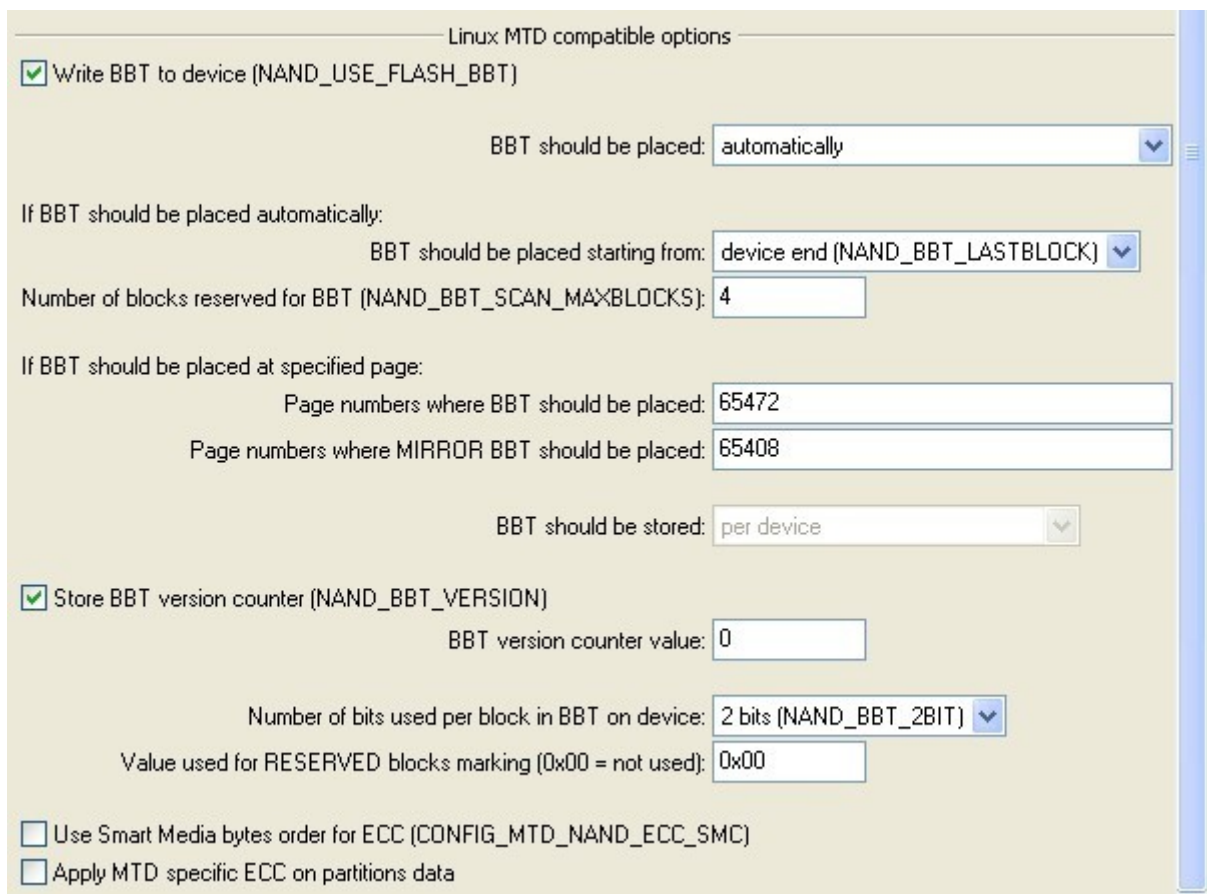 Linux MTD compatible options
Write BBT to device (NAND_USE_FLASH_BBT)
BBT should be placed: automatically
If BBT should be placed automatically:
BBT should be placed starting from: device end (NAND_BBT_LASTBLOCK)
Number of blocks reserved for BBT (NAND_BBT_SCAN_MAXBLOCKS): 4
If BBT should be placed at specified page:
Page numbers where BBT should be placed: 65472
Page numbers where MIRROR BBT should be placed: 65408
BBT should be stored: per device
Store BBT version counter (NAND_BBT_VERSION)
BBT version counter value: 0
Number of bits used per block in BBT on device: 2 bits (NAND_BBT_2BIT)
Value used for RESERVED blocks marking (0x00 = not used): 0x00
Use Smart Media bytes order for ECC (CONFIG_MTD_NAND_ECC_SMC)
Apply MTD specific ECC on partitions data